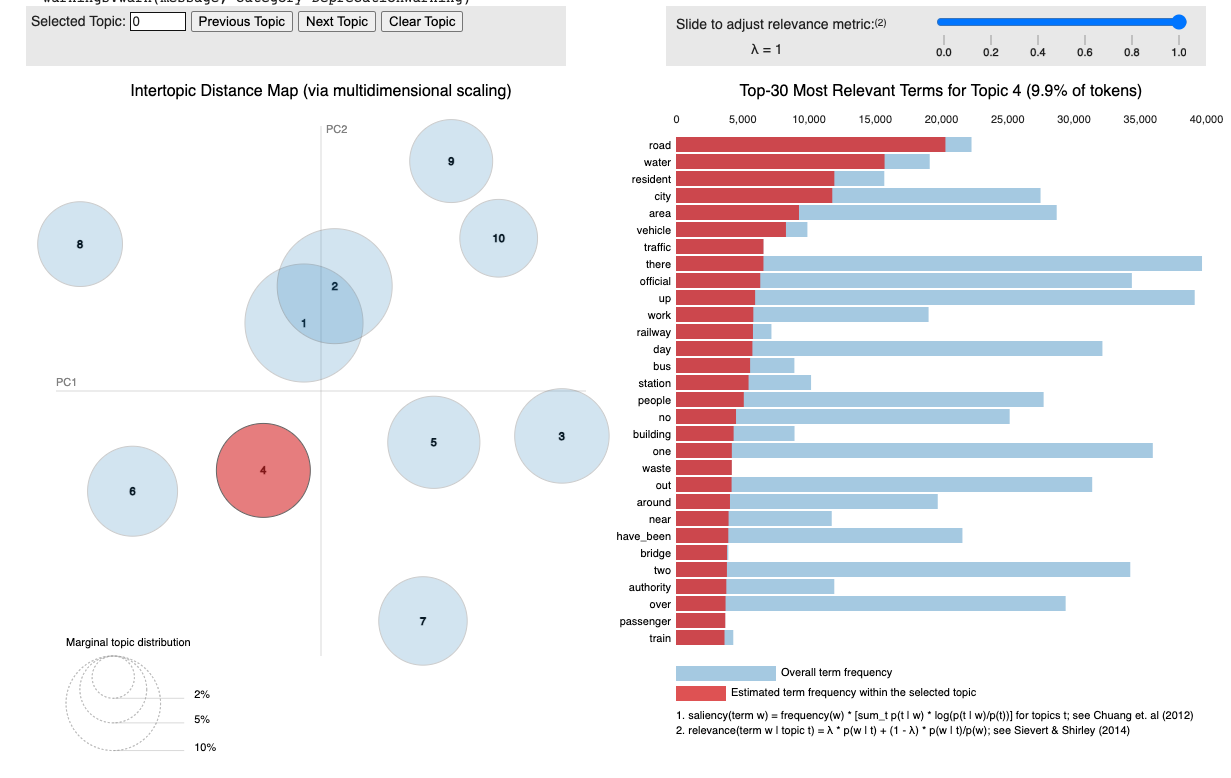 Selected Topic: 0 Previous Topic Next Topic Clear Topic
Slide to adjust relevance metric:(2)
λ = 1
0.0 0.2 0.4 0.6 0.8 1.0
Intertopic Distance Map (via multidimensional scaling)
PC2
PC1
9
8
10
2
1
5
3
4
6
7
Marginal topic distribution
2%
5%
10%
Top-30 Most Relevant Terms for Topic 4 (9.9% of tokens)
0 5,000 10,000 15,000 20,000 25,000 30,000 35,000 40,000
road
water
resident
city
area
vehicle
traffic
there
official
up
work
railway
day
bus
station
people
no
building
one
waste
out
around
near
have_been
bridge
two
authority
over
passenger
train
Overall term frequency
Estimated term frequency within the selected topic
1. saliency(term w) = frequency(w) * [sum_t p(t | w) * log(p(t | w)/p(t))] for topics t; see Chuang et. al (2012)
2. relevance(term w | topic t) = λ * p(w | t) + (1 - λ) * p(w | t)/p(w); see Sievert & Shirley (2014)